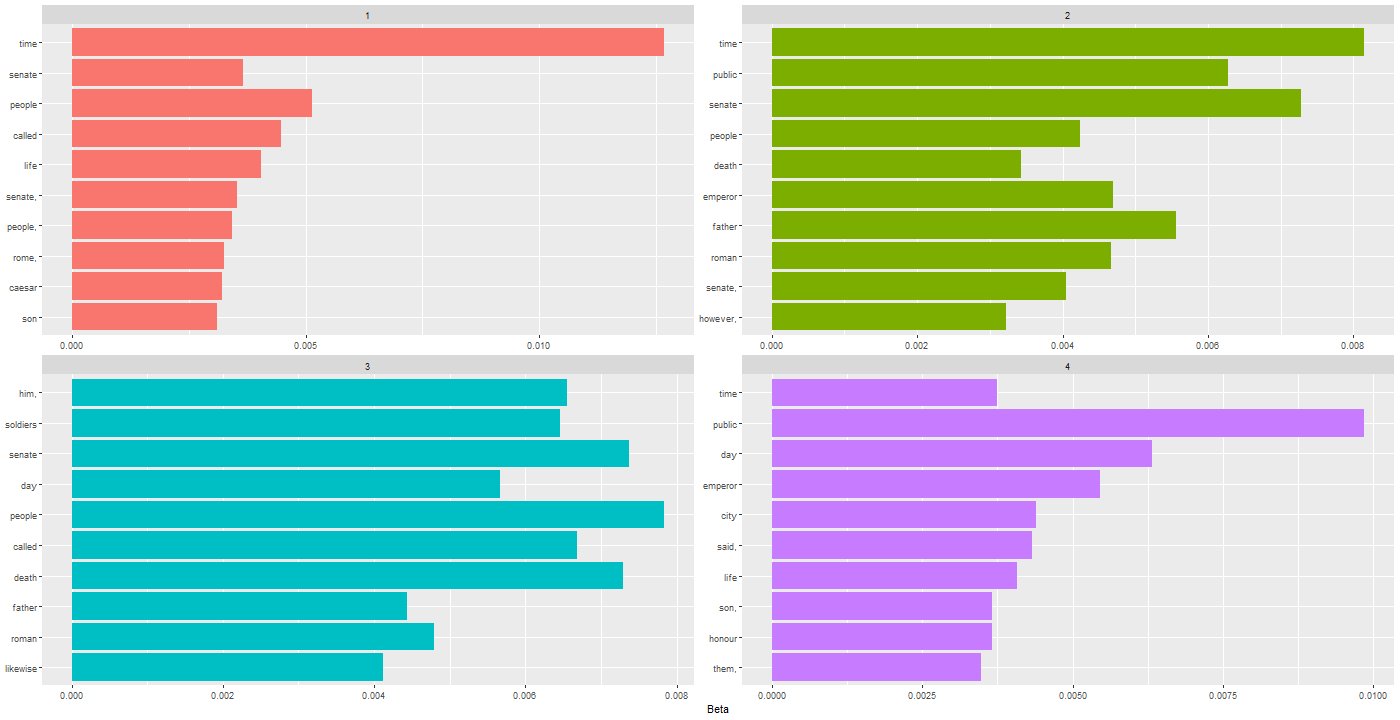 1
time
senate
people
called
life
senate,
people,
rome,
caesar
son
0.000 0.005 0.010
2
time
public
senate
people
death
emperor
father
roman
senate,
however,
0.000 0.002 0.004 0.006 0.008
3
him,
soldiers
senate
day
people
called
death
father
roman
likewise
0.000 0.002 0.004 0.006 0.008
4
time
public
day
emperor
city
said,
life
son,
honour
them,
0.0000 0.0025 0.0050 0.0075 0.0100
Beta